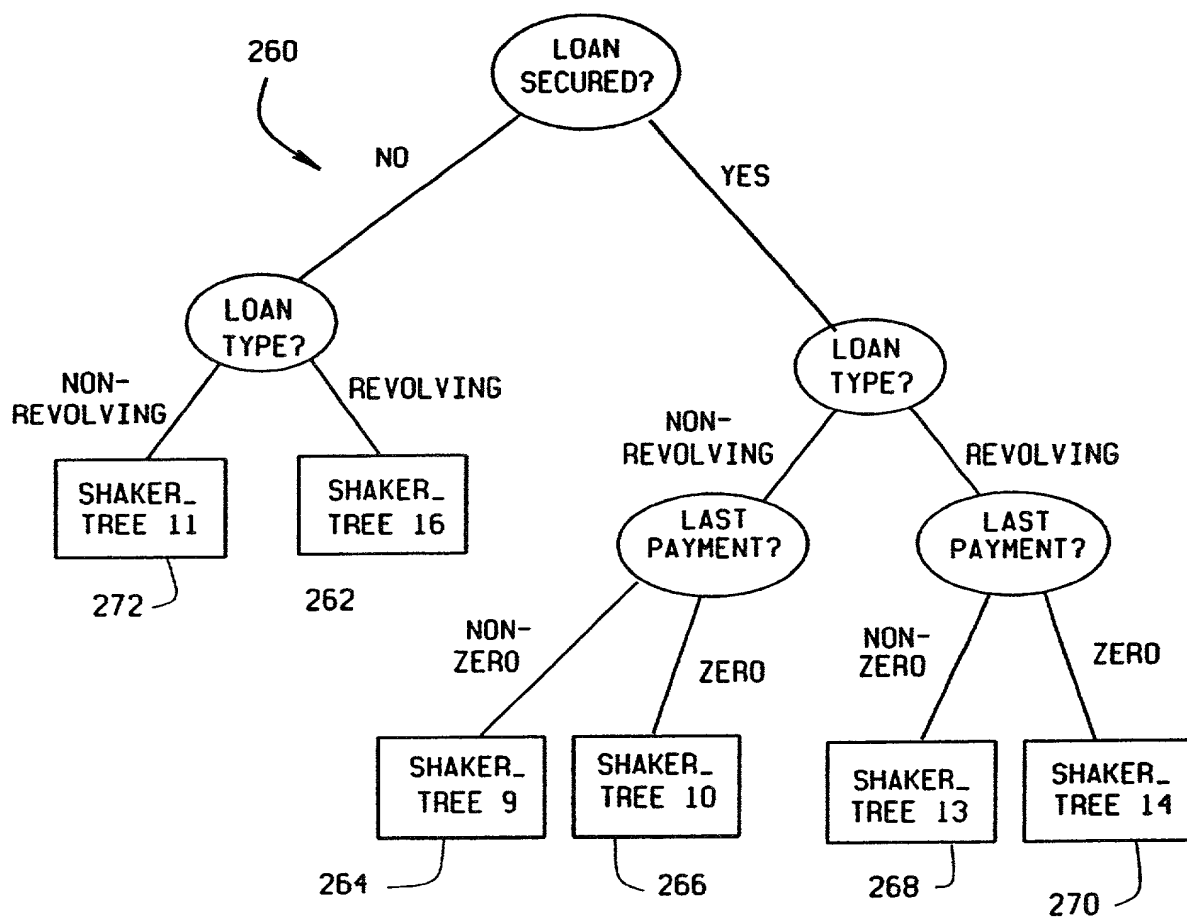 260
LOAN
SECURED?
NO
YES
LOAN
TYPE?
LOAN
TYPE?
NON-
REVOLVING
REVOLVING
NON-
REVOLVING
REVOLVING
SHAKER_
TREE 11
SHAKER_
TREE 16
LAST
PAYMENT?
LAST
PAYMENT?
272
262
NON-
ZERO
ZERO
NON-
ZERO
ZERO
SHAKER_
TREE 9
SHAKER_
TREE 10
SHAKER_
TREE 13
SHAKER_
TREE 14
264
266
268
270